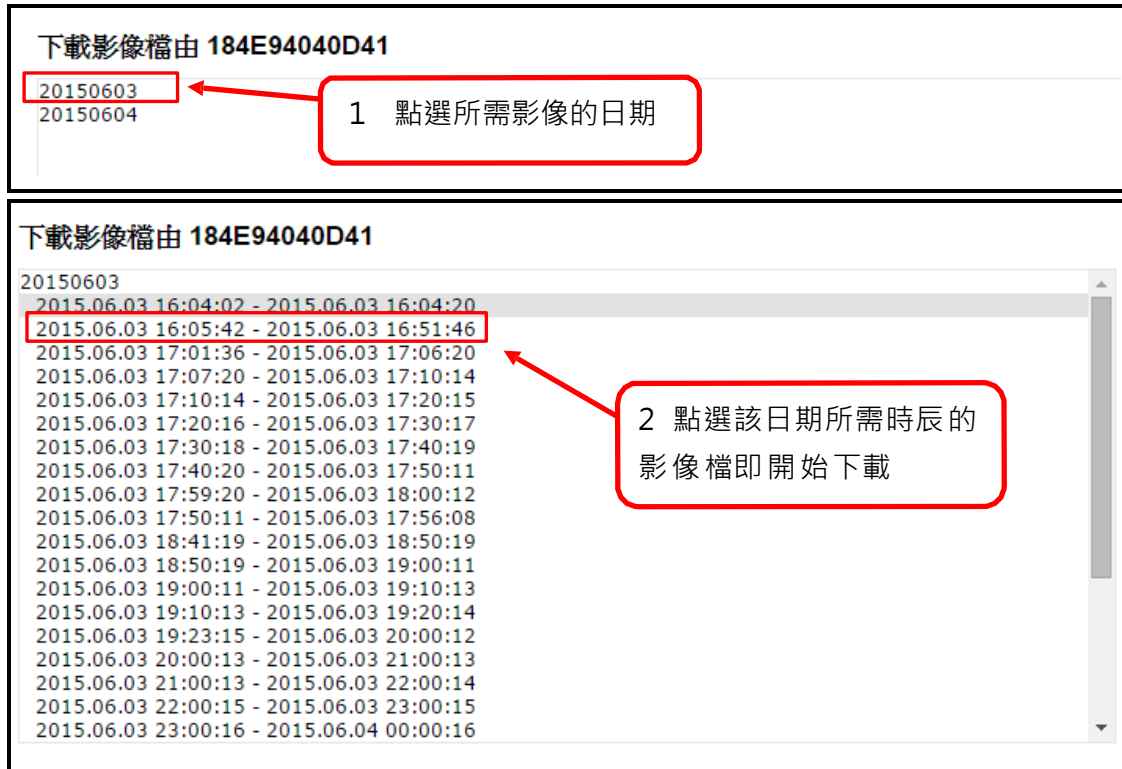 下載影像檔由 184E94040D41
20150603
20150604
1 點選所需影像的日期
下載影像檔由 184E94040D41
20150603
2015.06.03 16:04:02 - 2015.06.03 16:04:20
2015.06.03 16:05:42 - 2015.06.03 16:51:46
2015.06.03 17:01:36 - 2015.06.03 17:06:20
2015.06.03 17:07:20 - 2015.06.03 17:10:14
2015.06.03 17:10:14 - 2015.06.03 17:20:15
2015.06.03 17:20:16 - 2015.06.03 17:30:17
2015.06.03 17:30:18 - 2015.06.03 17:40:19
2015.06.03 17:40:20 - 2015.06.03 17:50:11
2015.06.03 17:59:20 - 2015.06.03 18:00:12
2015.06.03 17:50:11 - 2015.06.03 17:56:08
2015.06.03 18:41:19 - 2015.06.03 18:50:19
2015.06.03 18:50:19 - 2015.06.03 19:00:11
2015.06.03 19:00:11 - 2015.06.03 19:10:13
2015.06.03 19:10:13 - 2015.06.03 19:20:14
2015.06.03 19:23:15 - 2015.06.03 20:00:12
2015.06.03 20:00:13 - 2015.06.03 21:00:13
2015.06.03 21:00:13 - 2015.06.03 22:00:14
2015.06.03 22:00:15 - 2015.06.03 23:00:15
2015.06.03 23:00:16 - 2015.06.04 00:00:16
2 點選該日期所需時辰的
影像檔即開始下載